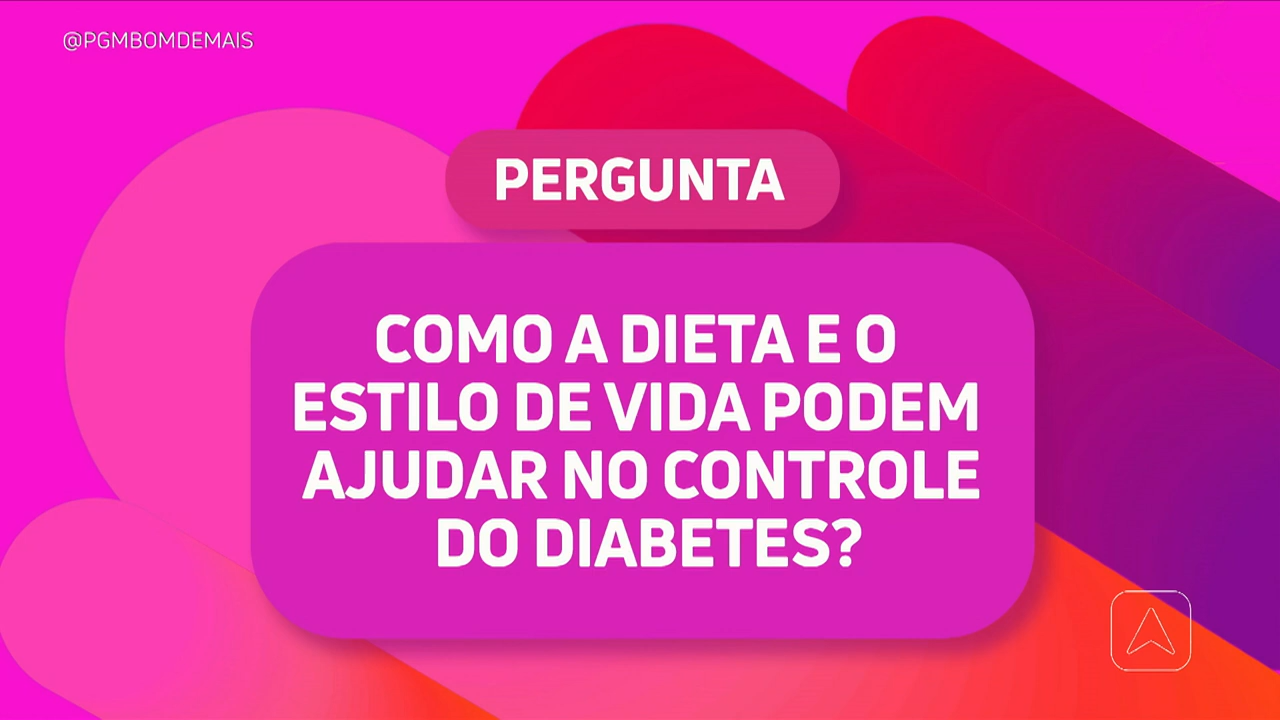 @PGMBOMDEMAIS
PERGUNTA
COMO A DIETA E O
ESTILO DE VIDA PODEM
AJUDAR NO CONTROLE
DO DIABETES?